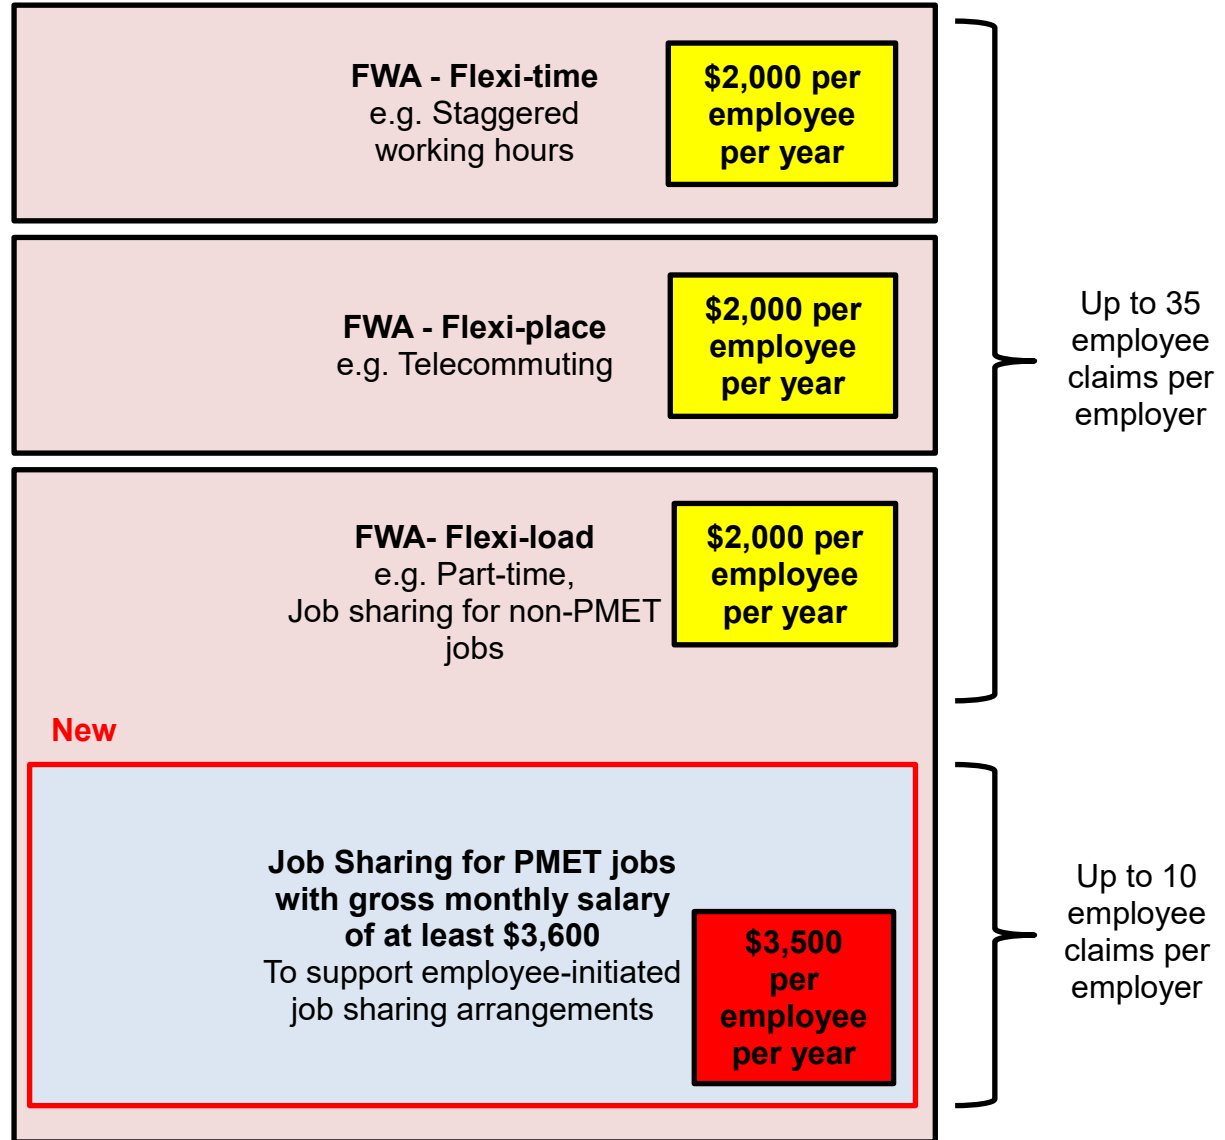 FWA - Flexi-time
e.g. Staggered
working hours
$2,000 per
employee
per year
FWA - Flexi-place
e.g. Telecommuting
$2,000 per
employee
per year
Up to 35
employee
claims per
employer
FWA- Flexi-load
e.g. Part-time,
Job sharing for non-PMET
jobs
$2,000 per
employee
per year
New
Job Sharing for PMET jobs
with gross monthly salary
of at least $3,600
To support employee-initiated
job sharing arrangements
$3,500
per
employee
per year
Up to 10
employee
claims per
employer